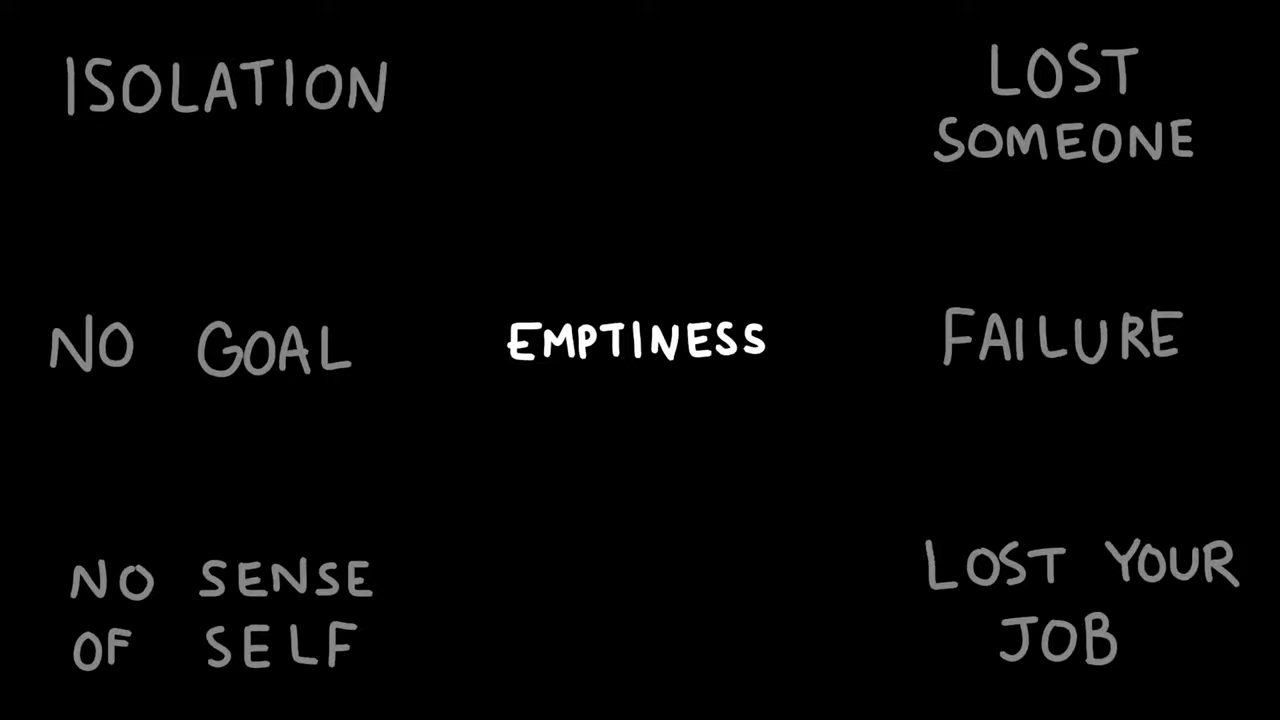 ISOLATION
LOST
SOMEONE
NO GOAL
EMPTINESS
FAILURE
NO SENSE
OF SELF
LOST YOUR
JOB